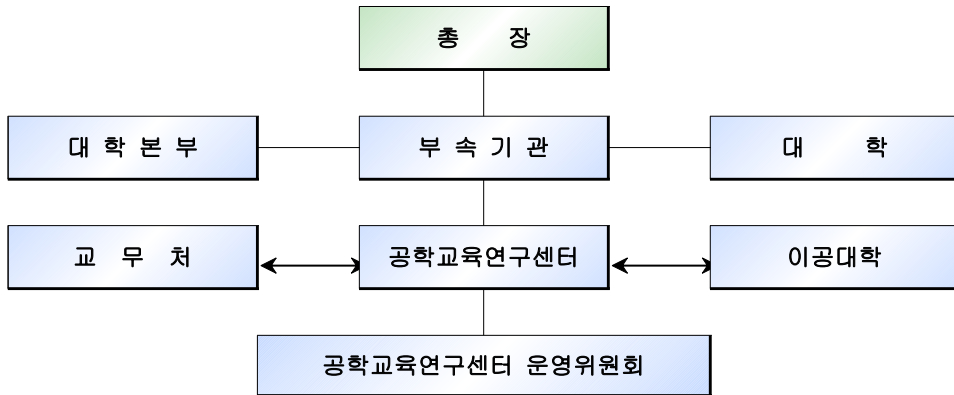 총 장
대 학 본 부
부 속 기 관
대 학
교 무 처
공학교육연구센터
이공대학
공학교육연구센터 운영위원회